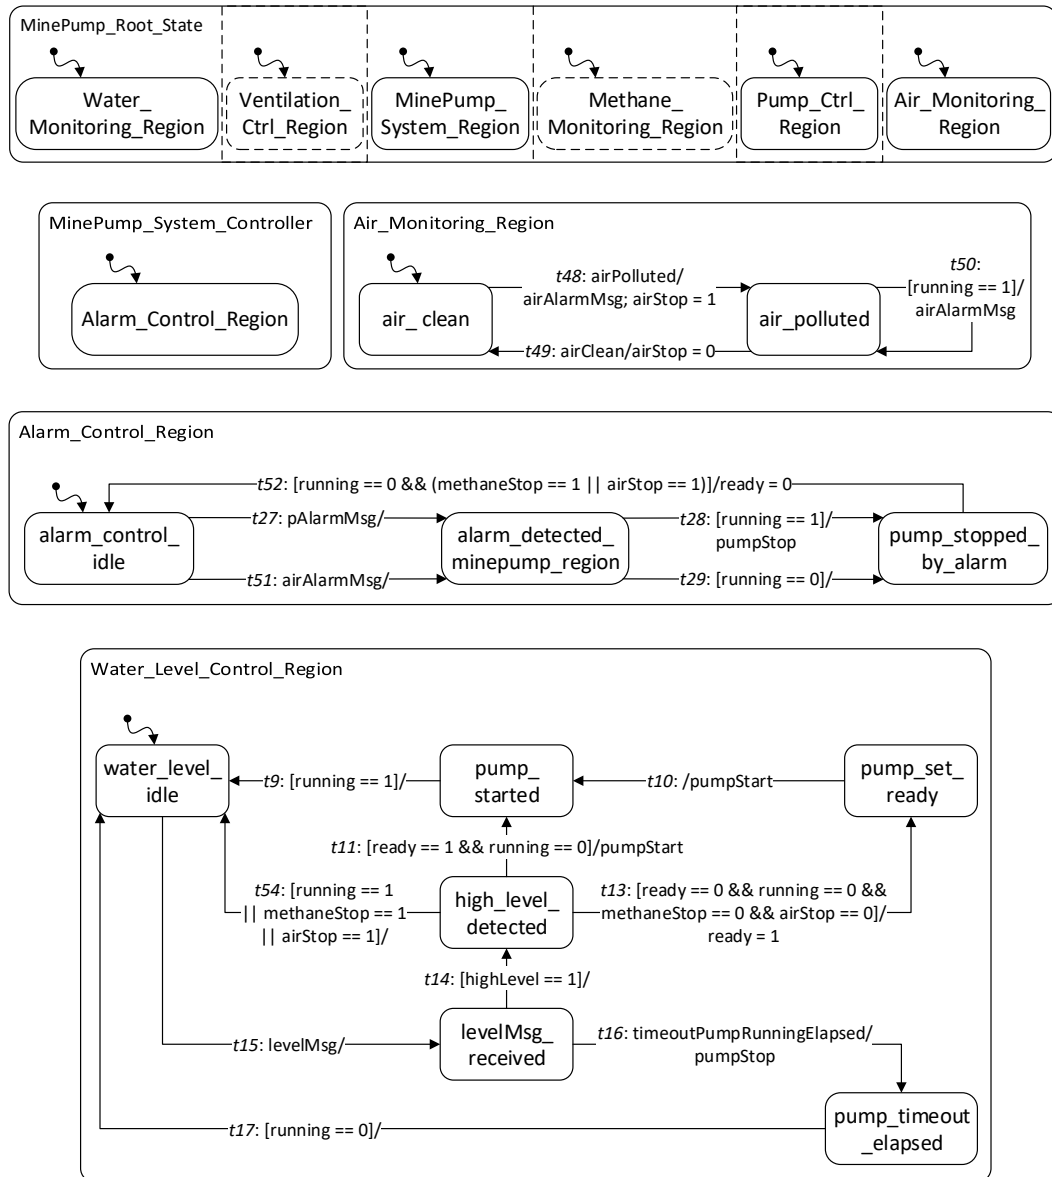 MinePump_Root_State
Water_
Monitoring_Region
Ventilation_
Ctrl_Region
MinePump_
System_Region
Methane_
Monitoring_Region
Pump_Ctrl_
Region
Air_Monitoring_
Region
MinePump_System_Controller
Alarm_Control_Region
Air_Monitoring_Region
air_ clean
t48: airPolluted/
airAlarmMsg; airStop = 1
air_polluted
t50:
[running == 1]/
airAlarmMsg
t49: airClean/airStop = 0
Alarm_Control_Region
t52: [running == 0 && (methaneStop == 1 || airStop == 1)]/ready = 0
alarm_control_
idle
t27: pAlarmMsg/
t51: airAlarmMsg/
alarm_detected_
minepump_region
t28: [running == 1]/
pumpStop
t29: [running == 0]/
pump_stopped_
by_alarm
Water_Level_Control_Region
water_level_
idle
t9: [running == 1]/
pump_
started
t10: /pumpStart
pump_set_
ready
t11: [ready == 1 && running == 0]/pumpStart
t54: [running == 1
|| methaneStop == 1
|| airStop == 1]/
high_level_
detected
t13: [ready == 0 && running == 0 &&
methaneStop == 0 && airStop == 0]/
ready = 1
t14: [highLevel == 1]/
t15: levelMsg/
levelMsg_
received
t16: timeoutPumpRunningElapsed/
pumpStop
t17: [running == 0]/
pump_timeout
_elapsed